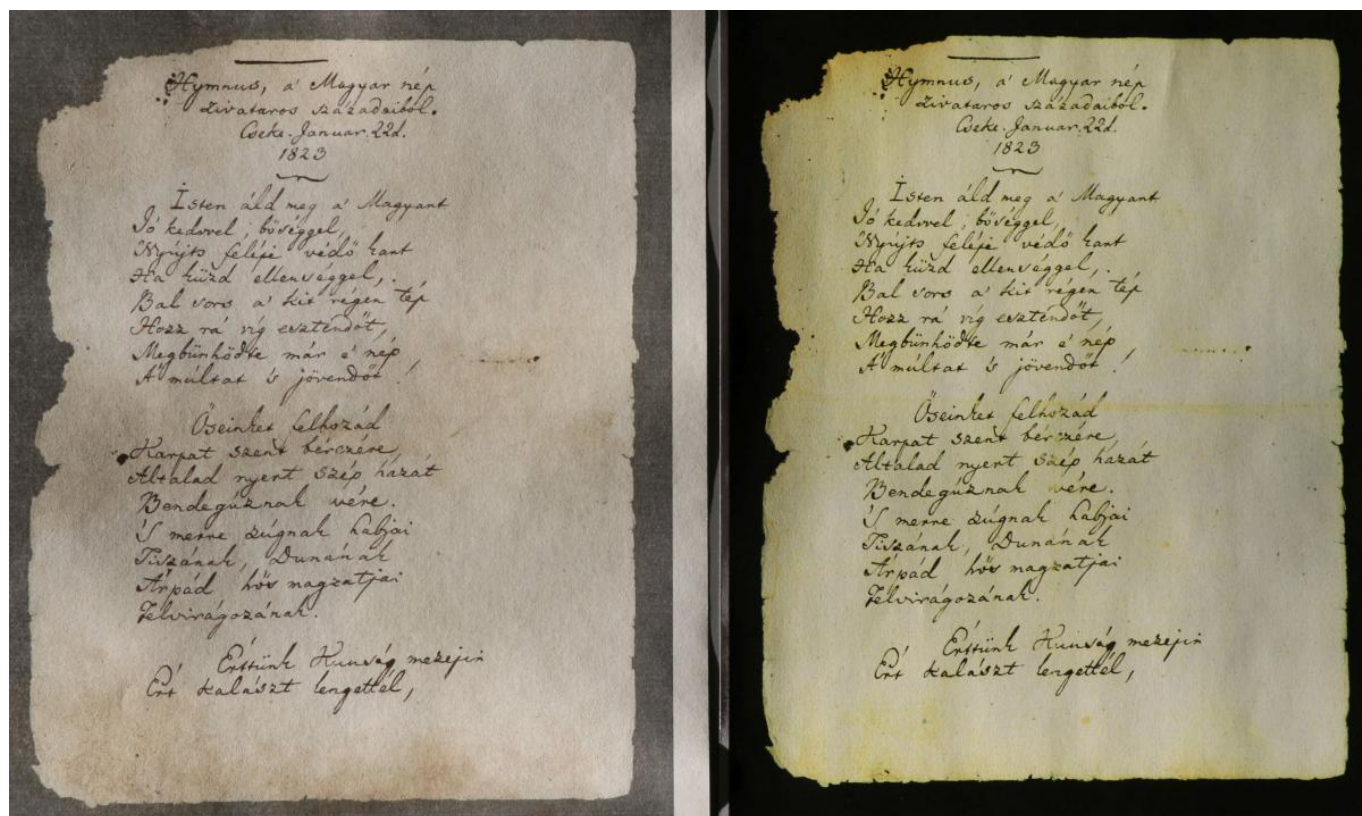 Hymnus, a' Magyar nép
zivataros századaiból.
Cseke. Januar. 22d.
1823
Isten áld meg a' Magyart
Jó kedvvel, bőséggel,
Nyújts feléje védő kart
Ha küzd ellenséggel,
Bal sors a' kit régen tép
Hozz rá víg esztendőt,
Megbűnhödte már e' nép
A' múltat 's jövendőt!
Őseinket felhozád
Kárpát szent bérczére,
Általad nyert szép hazát
Bendegúznak vére.
'S merre zúgnak habjai
Tiszának, Dunának
Árpád hős magzatjai
Felvirágozának.
Értünk Kunság mezejin
Ért kalászt lengettél,
Hymnus, a' Magyar nép
zivataros századaiból.
Cseke. Januar. 22d.
1823
Isten áld meg a' Magyart
Jó kedvvel, bőséggel,
Nyújts feléje védő kart
Ha küzd ellenséggel,
Bal sors a' kit régen tép
Hozz rá víg esztendőt,
Megbűnhödte már e' nép
A' múltat 's jövendőt!
Őseinket felhozád
Kárpát szent bérczére,
Általad nyert szép hazát
Bendegúznak vére.
'S merre zúgnak habjai
Tiszának, Dunának
Árpád hős magzatjai
Felvirágozának.
Értünk Kunság mezejin
Ért kalászt lengettél,